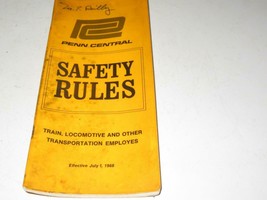 PENN CENTRAL
SAFETY
RULES
TRAIN, LOCOMOTIVE AND OTHER
TRANSPORTATION EMPLOYES
Effective July 1, 1968